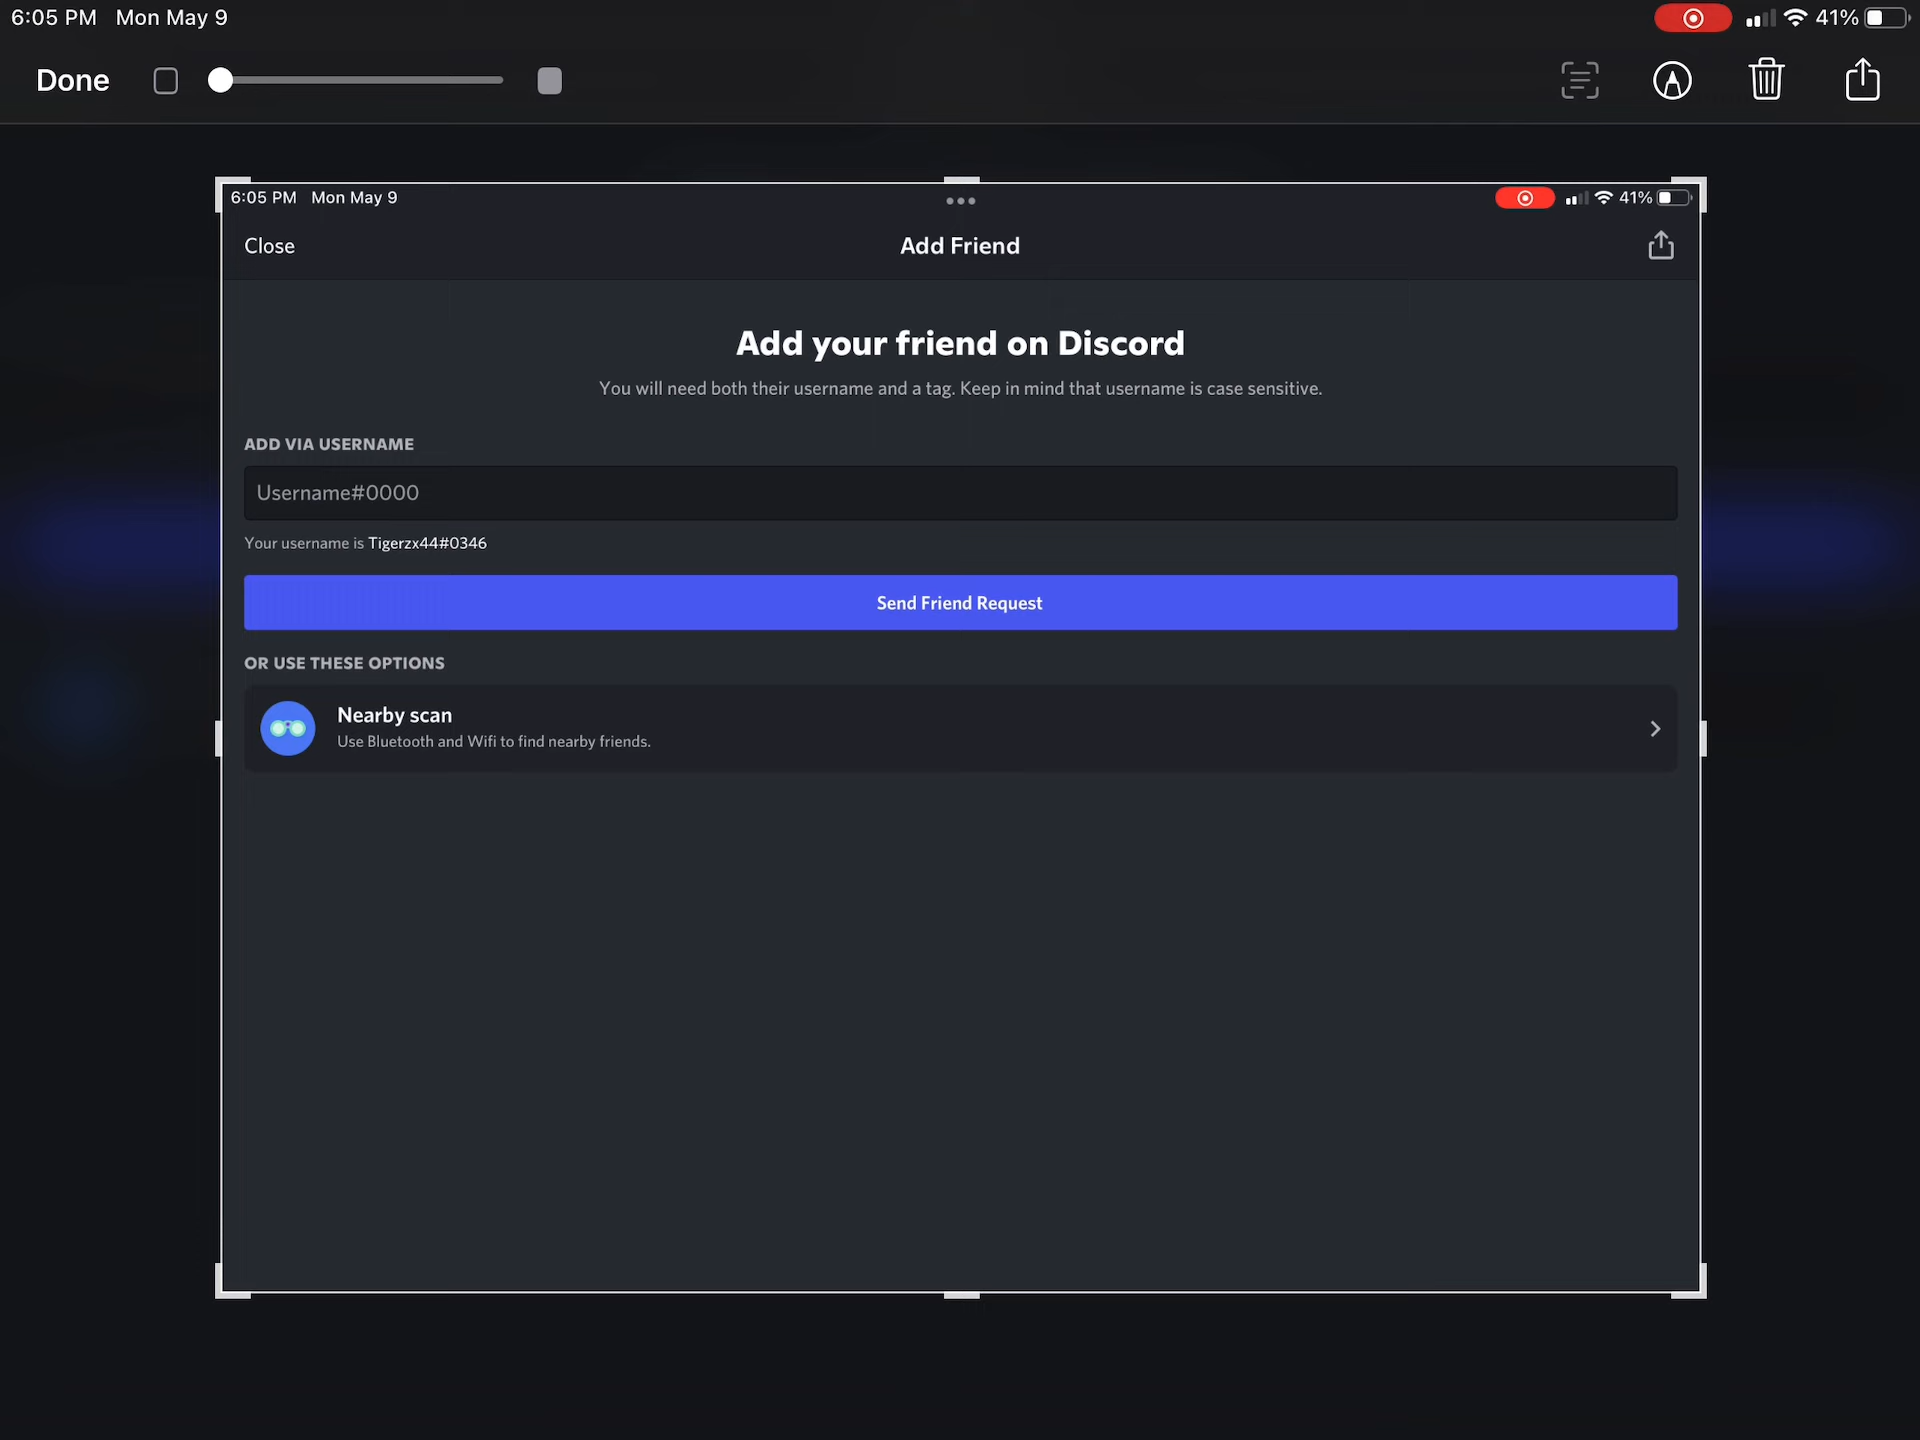 6:05 PM Mon May 9
41%
Done
6:05 PM Mon May 9
41%
Close
Add Friend
Add your friend on Discord
You will need both their username and a tag. Keep in mind that username is case sensitive.
ADD VIA USERNAME
Username#0000
Your username is Tigerzx44#0346
Send Friend Request
OR USE THESE OPTIONS
Nearby scan
Use Bluetooth and Wifi to find nearby friends.